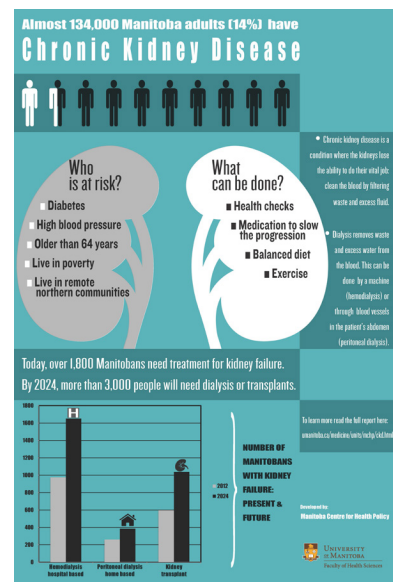 Almost 134,000 Manitoba adults (14%) have
Chronic Kidney Disease
Who
is at risk?
Diabetes
High blood pressure
Older than 64 years
Live in poverty
Live in remote
northern communities
What
can be done?
Health checks
Medication to slow
the progression
Balanced diet
Exercise
• Chronic kidney disease is a
condition where the kidneys lose
the ability to do their vital job:
clean the blood by filtering
waste and excess fluid.
• Dialysis removes waste
and excess water from
the blood. This can be
done by a machine
(hemodialysis) or
through blood vessels
in the patient's abdomen
(peritoneal dialysis).
Today, over 1,800 Manitobans need treatment for kidney failure.
By 2024, more than 3,000 people will need dialysis or transplants.
1800
1600
1400
1200
1000
800
600
400
200
0
H
Hemodialysis
hospital based
Peritoneal dialysis
home based
Kidney
transplant
2012
2024
NUMBER OF
MANITOBANS
WITH KIDNEY
FAILURE:
PRESENT &
FUTURE
To learn more read the full report here:
umanitoba.ca/medicine/units/mchp/ckd.html
Developed by
Manitoba Centre for Health Policy
UNIVERSITY
OF MANITOBA
Faculty of Health Sciences